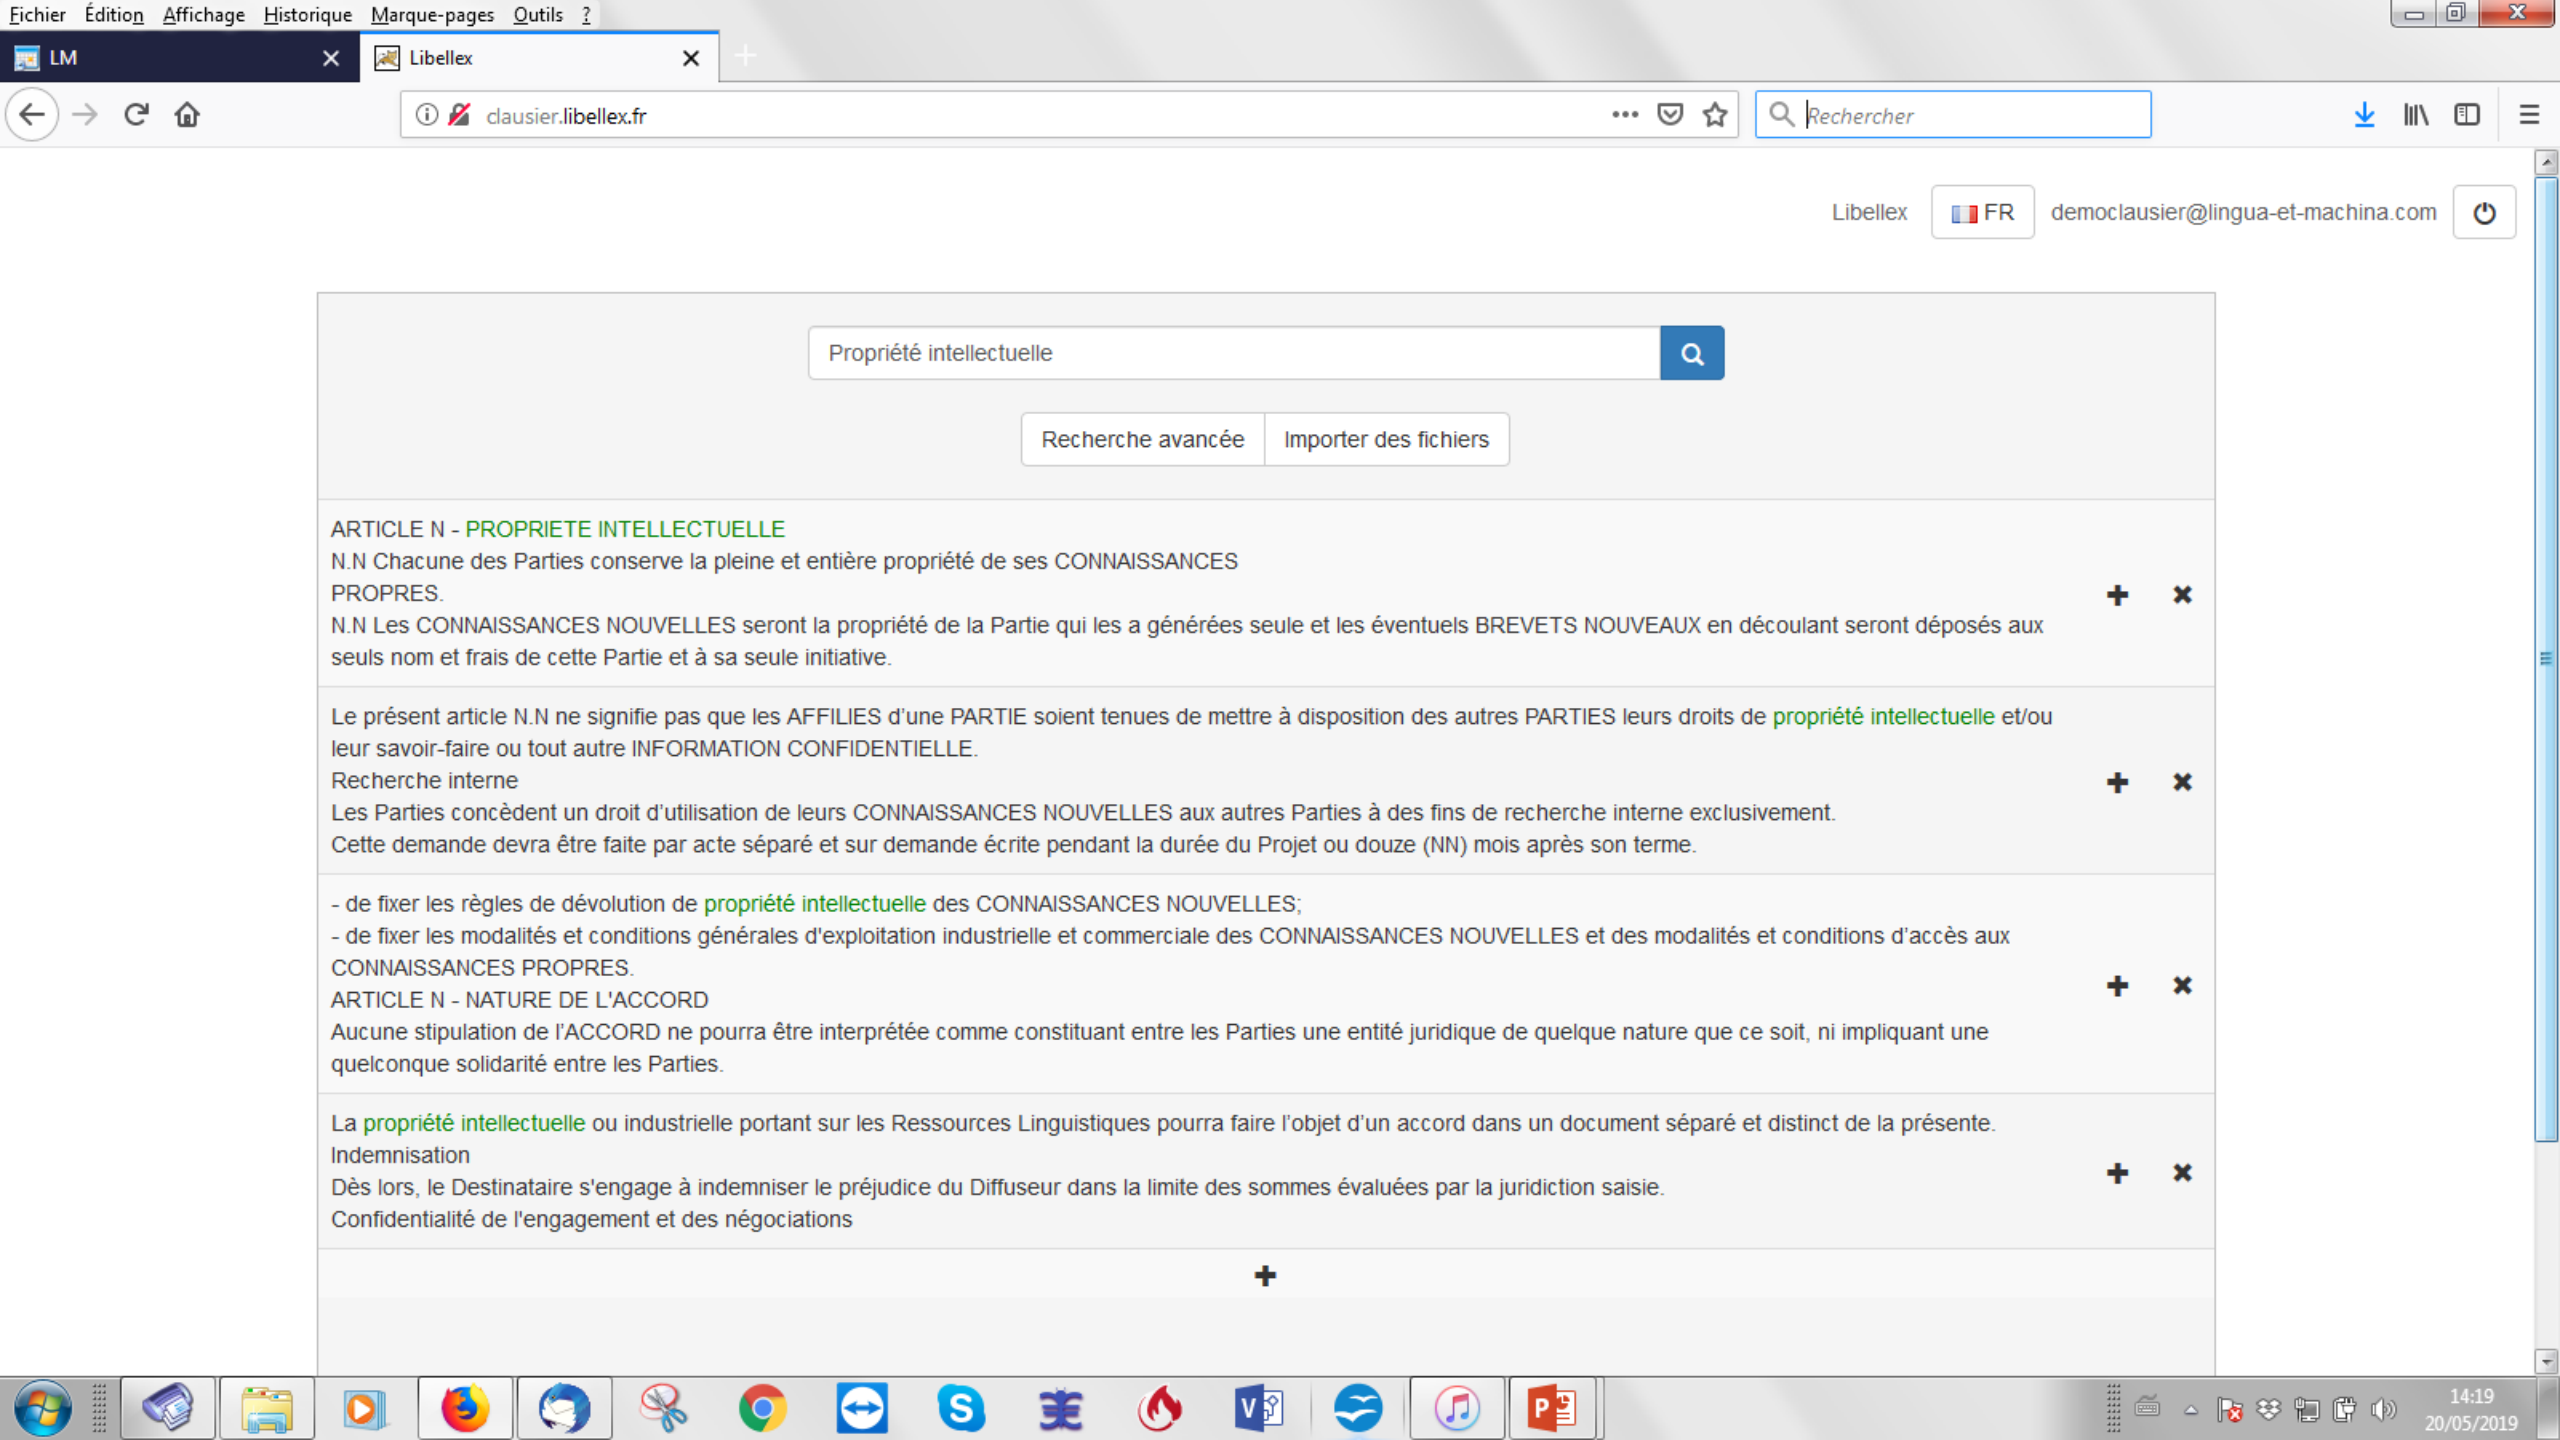 Fichier Édition Affichage Historique Marque-pages Outils ?
LM
Libellex
clausier.libellex.fr
Rechercher
Libellex FR democlausier@lingua-et-machina.com
Propriété intellectuelle
Recherche avancée Importer des fichiers
ARTICLE N - PROPRIETE INTELLECTUELLE
N.N Chacune des Parties conserve la pleine et entière propriété de ses CONNAISSANCES
PROPRES.
N.N Les CONNAISSANCES NOUVELLES seront la propriété de la Partie qui les a générées seule et les éventuels BREVETS NOUVEAUX en découlant seront déposés aux
seuls nom et frais de cette Partie et à sa seule initiative.
Le présent article N.N ne signifie pas que les AFFILIES d’une PARTIE soient tenues de mettre à disposition des autres PARTIES leurs droits de propriété intellectuelle et/ou
leur savoir-faire ou tout autre INFORMATION CONFIDENTIELLE.
Recherche interne
Les Parties concèdent un droit d’utilisation de leurs CONNAISSANCES NOUVELLES aux autres Parties à des fins de recherche interne exclusivement.
Cette demande devra être faite par acte séparé et sur demande écrite pendant la durée du Projet ou douze (NN) mois après son terme.
- de fixer les règles de dévolution de propriété intellectuelle des CONNAISSANCES NOUVELLES;
- de fixer les modalités et conditions générales d'exploitation industrielle et commerciale des CONNAISSANCES NOUVELLES et des modalités et conditions d’accès aux
CONNAISSANCES PROPRES.
ARTICLE N - NATURE DE L'ACCORD
Aucune stipulation de l’ACCORD ne pourra être interprétée comme constituant entre les Parties une entité juridique de quelque nature que ce soit, ni impliquant une
quelconque solidarité entre les Parties.
La propriété intellectuelle ou industrielle portant sur les Ressources Linguistiques pourra faire l’objet d’un accord dans un document séparé et distinct de la présente.
Indemnisation
Dès lors, le Destinataire s'engage à indemniser le préjudice du Diffuseur dans la limite des sommes évaluées par la juridiction saisie.
Confidentialité de l'engagement et des négociations
14:19
20/05/2019